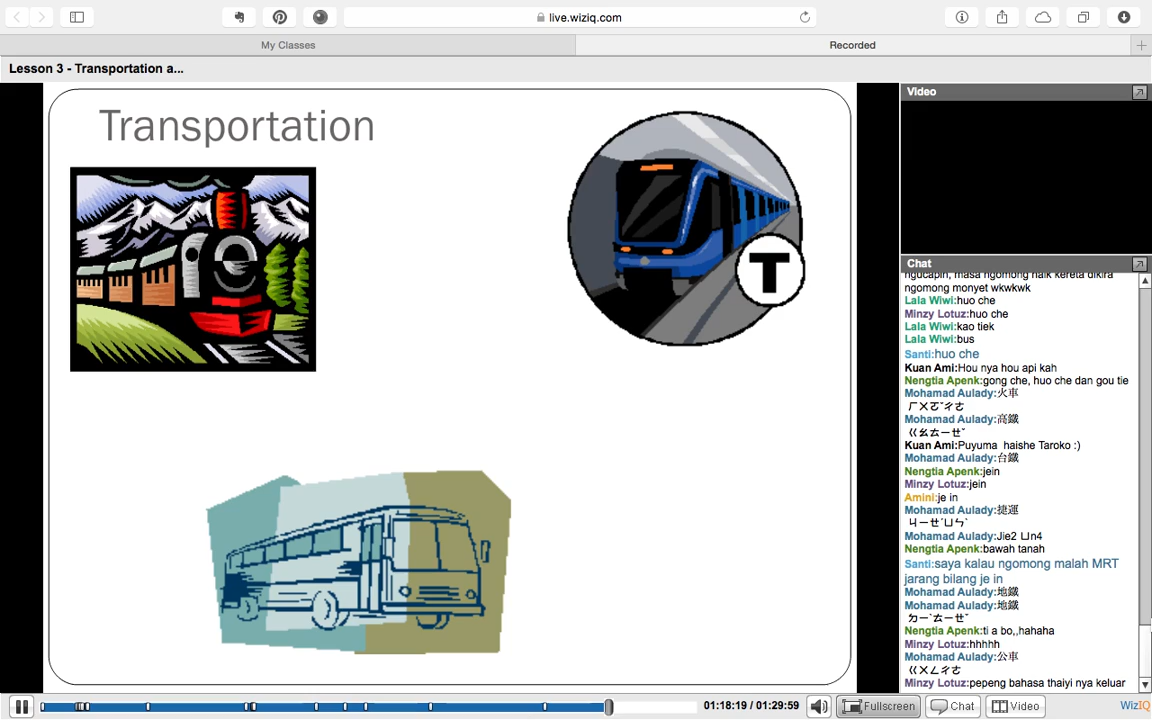 live.wiziq.com
My Classes
Recorded
Lesson 3 - Transportation a...
Transportation
T
Video
Chat
ngucapin, masa ngomong naik kereta dikira
ngomong monyet wkwkwk
Lala Wiwi:huo che
Minzy Lotuz:huo che
Lala Wiwi:kao tiek
Lala Wiwi:bus
Santi:huo che
Kuan Ami:Hou nya hou api kah
Nengtia Apenk:gong che, huo che dan gou tie
Mohamad Aulady:火車
ㄏㄨㄛˇㄔㄜ
Mohamad Aulady:高鐵
ㄍㄠㄊㄧㄝˇ
Kuan Ami:Puyuma haishe Taroko :)
Mohamad Aulady:台鐵
Nengtia Apenk:jein
Minzy Lotuz:jein
Amini:je in
Mohamad Aulady:捷運
ㄐㄧㄝˊㄩㄣˋ
Mohamad Aulady:Jie2 ㄩn4
Nengtia Apenk:bawah tanah
Santi:saya kalau ngomong malah MRT
jarang bilang je in
Mohamad Aulady:地鐵
Mohamad Aulady:地鐵
ㄉㄧˋㄊㄧㄝˇ
Nengtia Apenk:ti a bo,,hahaha
Minzy Lotuz:hhhhh
Mohamad Aulady:公車
ㄍㄨㄥㄔㄜ
Minzy Lotuz:pepeng bahasa thaiyi nya keluar
01:18:19 / 01:29:59
Fullscreen
Chat
Video
WizIQ